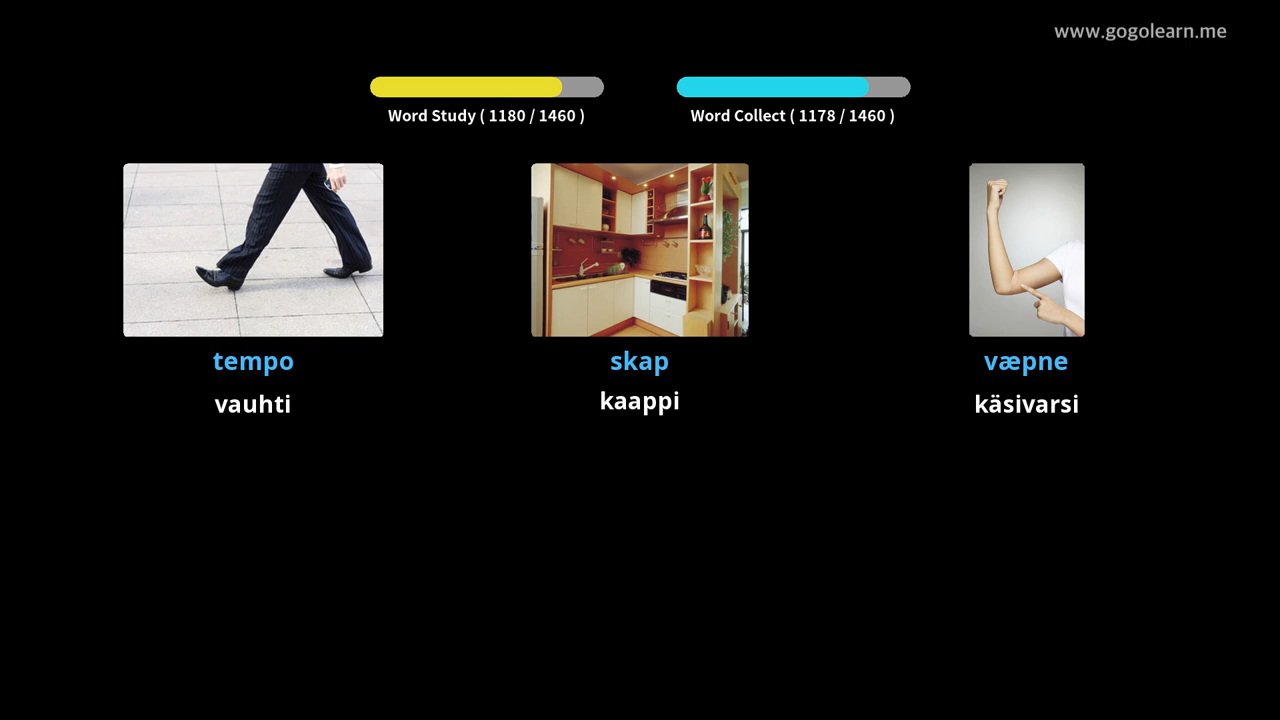 www.gogolearn.me
Word Study ( 1180 / 1460 )
Word Collect ( 1178 / 1460 )
tempo
skap
væpne
vauhti
kaappi
käsivarsi